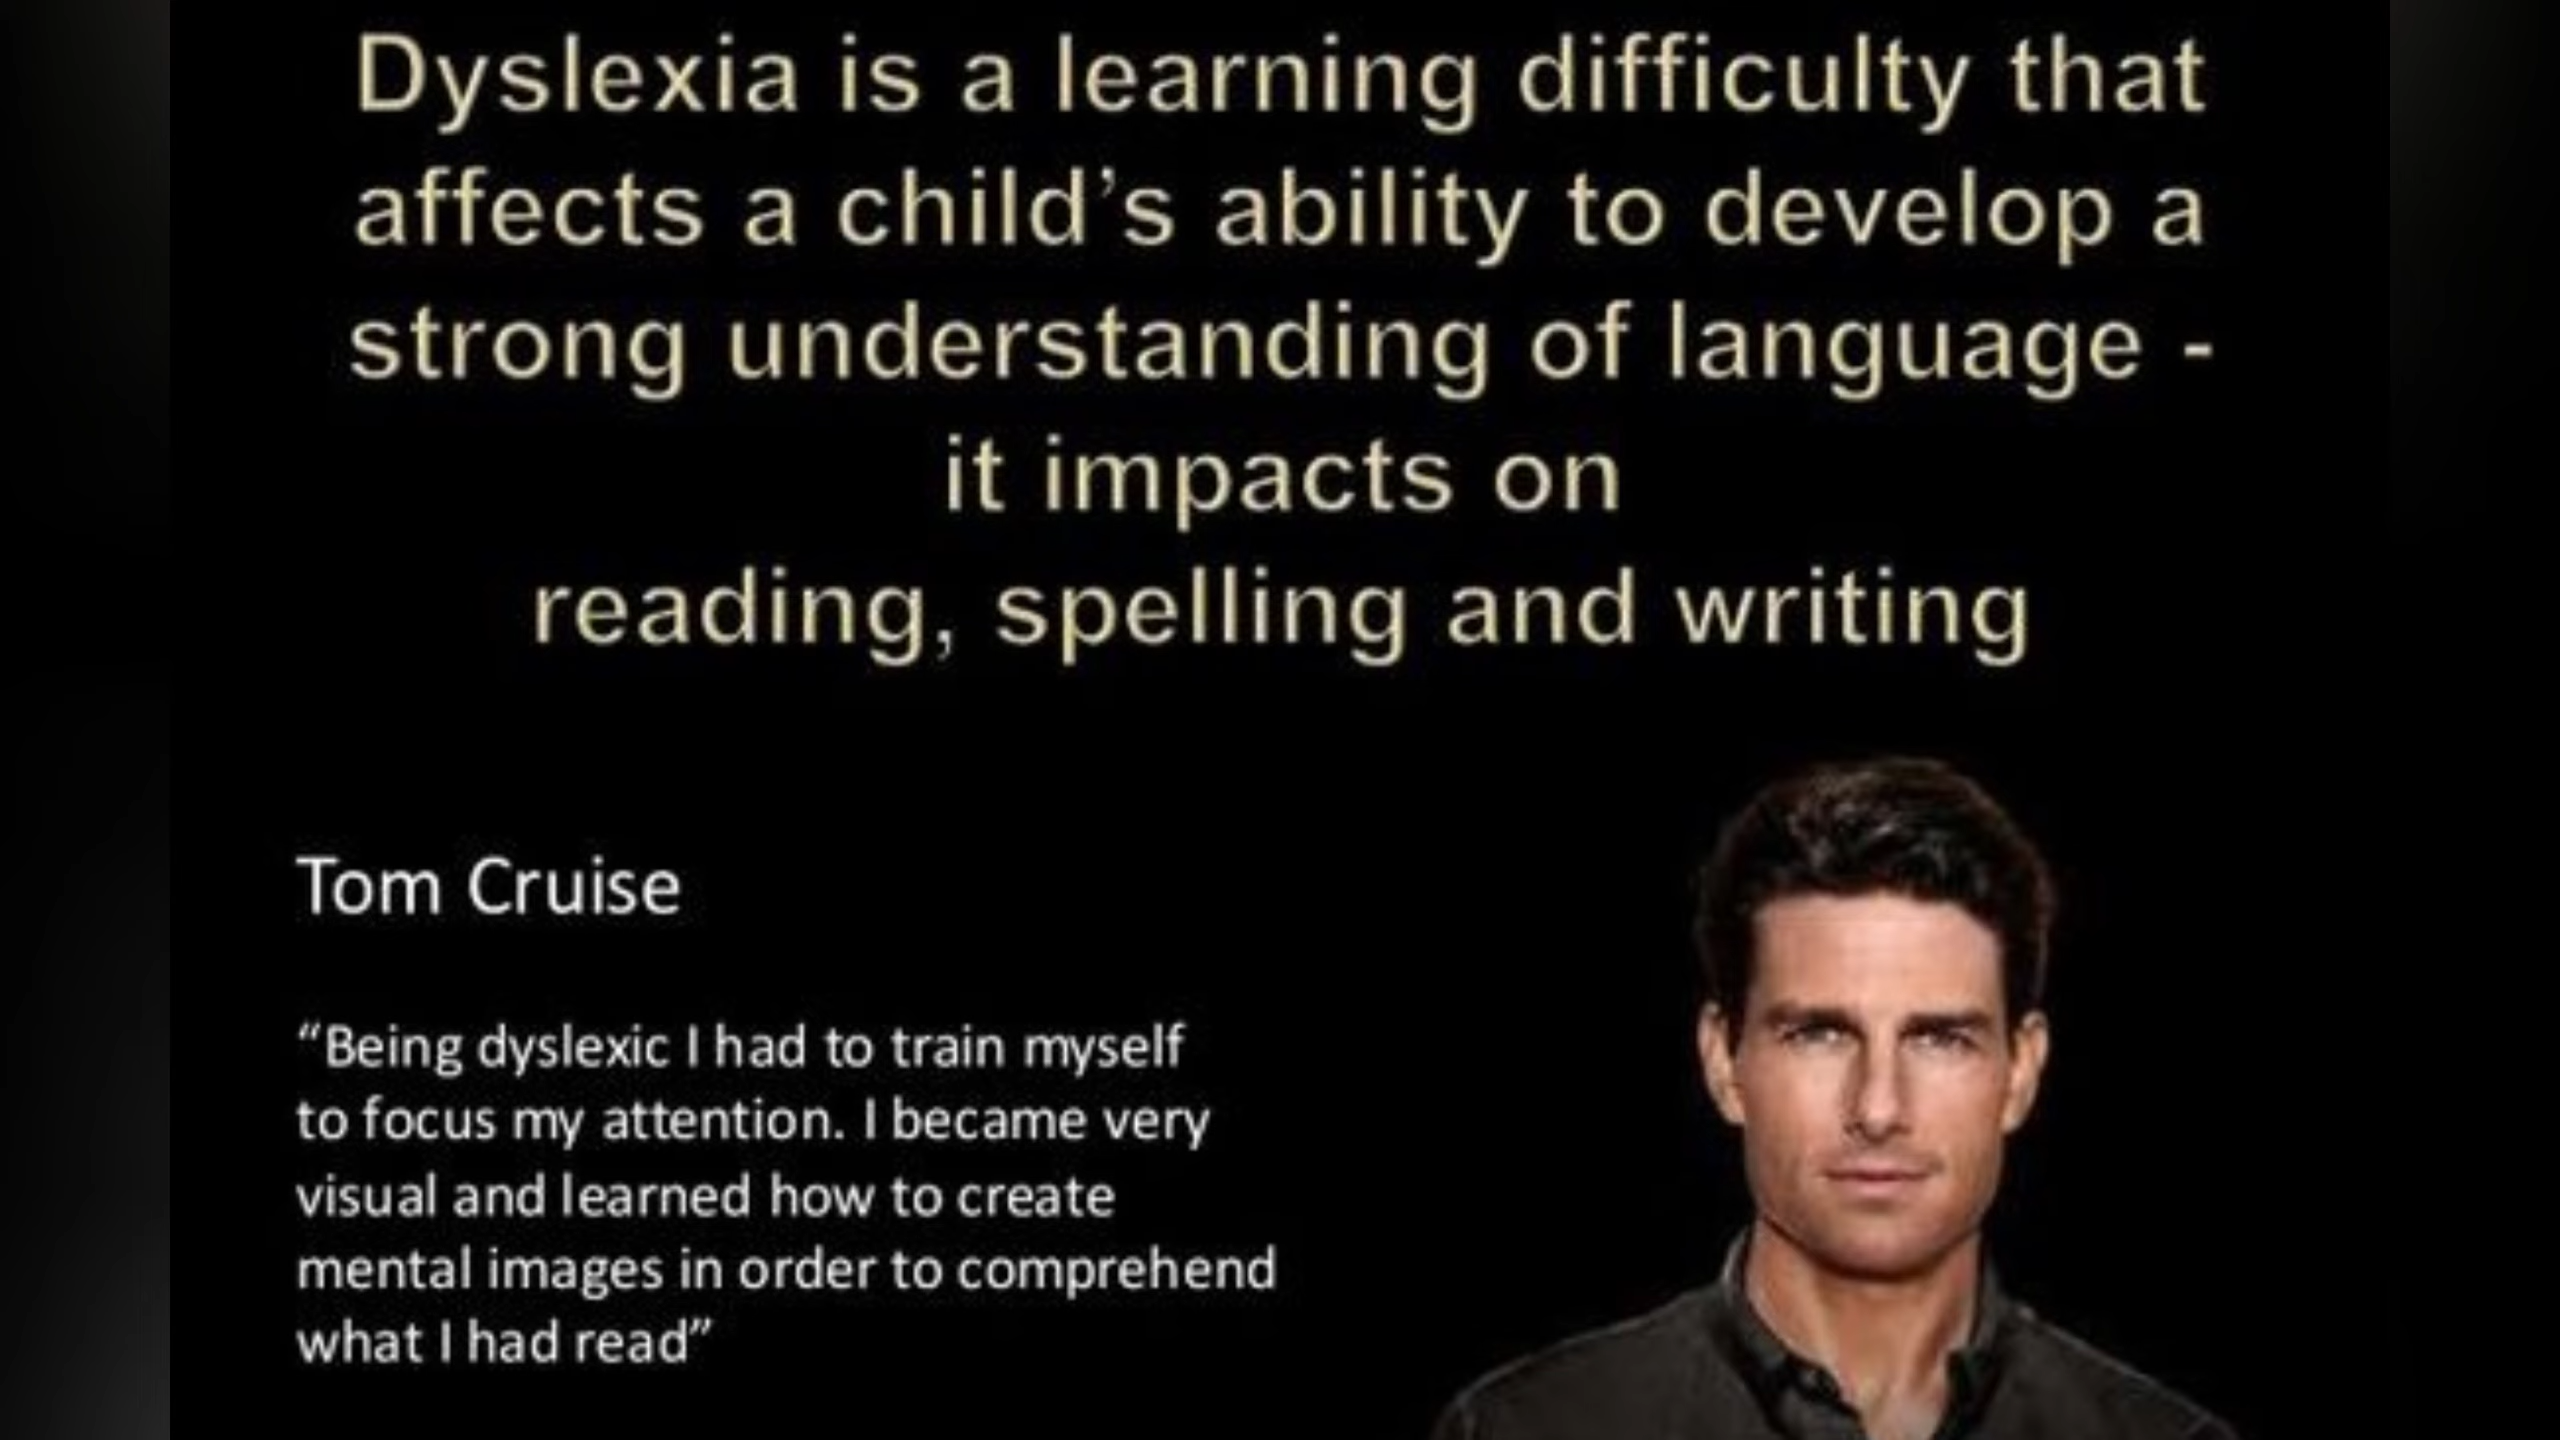 Dyslexia is a learning difficulty that
affects a child’s ability to develop a
strong understanding of language -
it impacts on
reading, spelling and writing
Tom Cruise
“Being dyslexic I had to train myself
to focus my attention. I became very
visual and learned how to create
mental images in order to comprehend
what I had read”